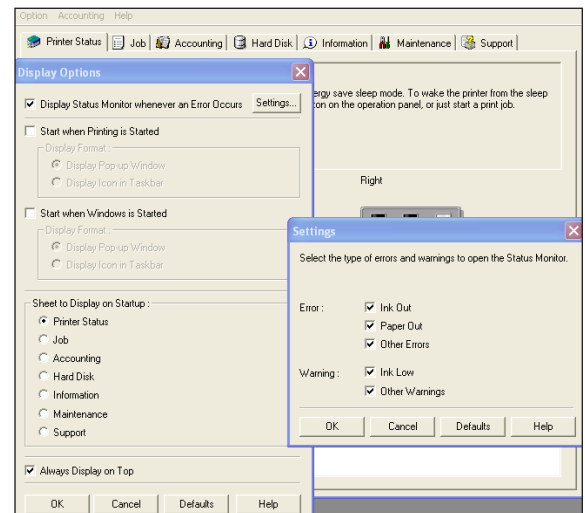 Option Accounting Help
Printer Status Job Accounting Hard Disk Information Maintenance Support
Display Options
ergy save sleep mode. To wake the printer from the sleep
on on the operation panel, or just start a print job.
Display Status Monitor whenever an Error Occurs Settings...
Start when Printing is Started
Display Format :
Display Pop-up Window
Display Icon in Taskbar
Right
Start when Windows is Started
Display Format :
Display Pop-up Window
Display Icon in Taskbar
Sheet to Display on Startup :
Printer Status
Job
Accounting
Hard Disk
Information
Maintenance
Support
Always Display on Top
OK Cancel Defaults Help
Settings
Select the type of errors and warnings to open the Status Monitor.
Error : Ink Out
Paper Out
Other Errors
Warning : Ink Low
Other Warnings
OK Cancel Defaults Help